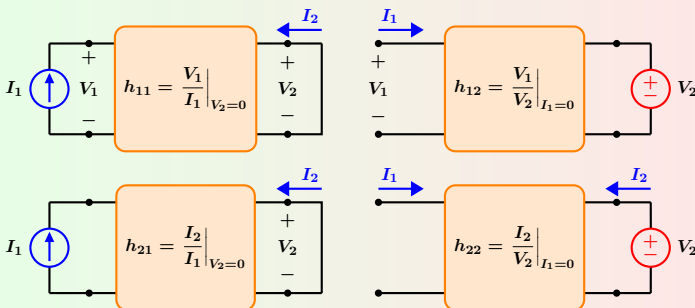 I₂ I₁
I₁ + V₁ − h₁₁ = V₁/I₁|V₂=0 + V₂ − + V₁ − h₁₂ = V₁/V₂|I₁=0 + − V₂
I₂ I₁ I₂
I₁ h₂₁ = I₂/I₁|V₂=0 + V₂ − h₂₂ = I₂/V₂|I₁=0 + − V₂